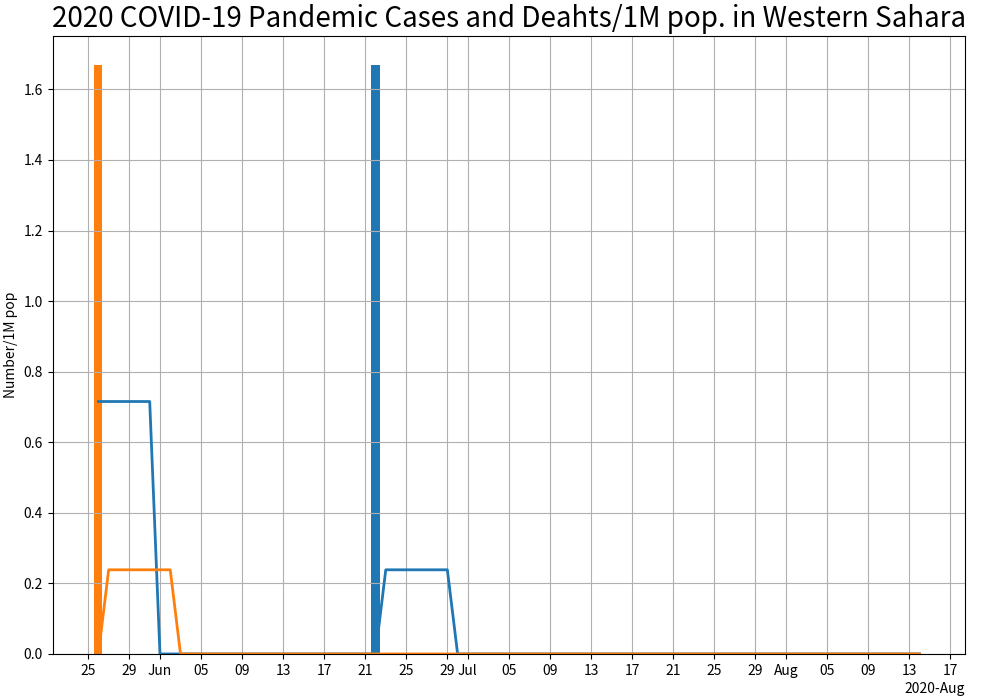 2020 COVID-19 Pandemic Cases and Deahts/1M pop. in Western Sahara
Number/1M pop
1.6
1.4
1.2
1.0
0.8
0.6
0.4
0.2
0.0
25 29 Jun 05 09 13 17 21 25 29 Jul 05 09 13 17 21 25 29 Aug 05 09 13 17
2020-Aug